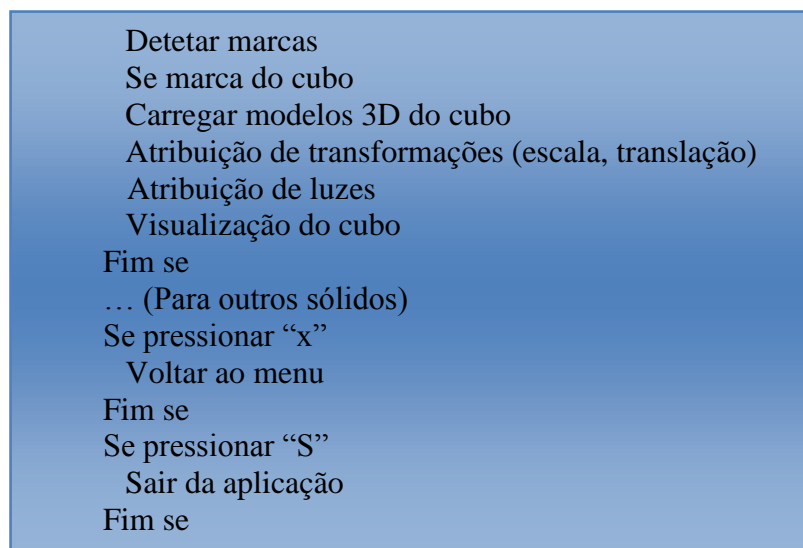 Detetar marcas
Se marca do cubo
Carregar modelos 3D do cubo
Atribuição de transformações (escala, translação)
Atribuição de luzes
Visualização do cubo
Fim se
… (Para outros sólidos)
Se pressionar “x”
Voltar ao menu
Fim se
Se pressionar “S”
Sair da aplicação
Fim se